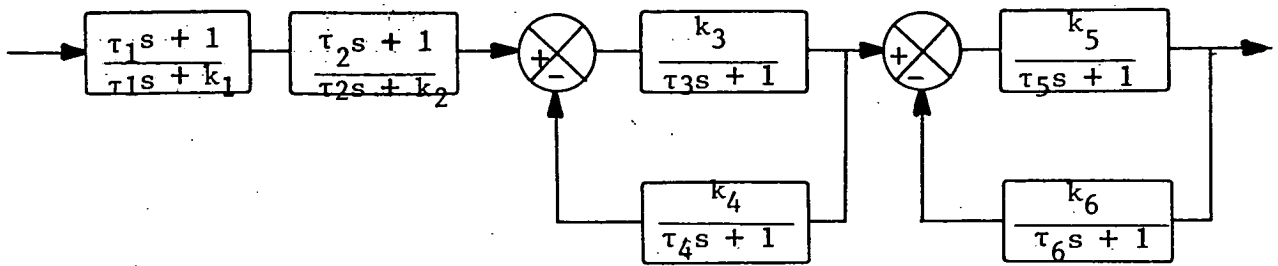 τ₁s + 1
τ1s + k₁
τ₂s + 1
τ2s + k₂
+
−
k₃
τ₃s + 1
k₄
τ₄s + 1
+
−
k₅
τ₅s + 1
k₆
τ₆s + 1